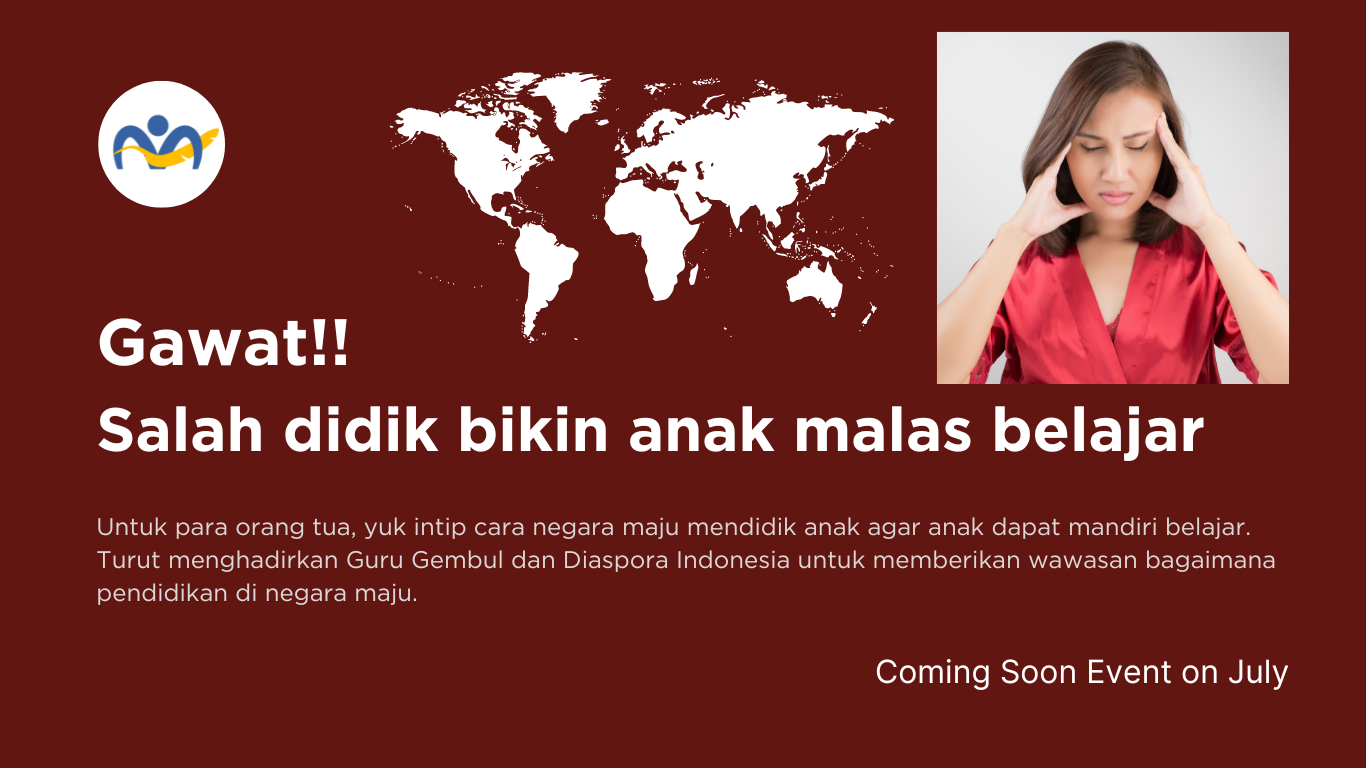 Gawat!!
Salah didik bikin anak malas belajar
Untuk para orang tua, yuk intip cara negara maju mendidik anak agar anak dapat mandiri belajar.
Turut menghadirkan Guru Gembul dan Diaspora Indonesia untuk memberikan wawasan bagaimana
pendidikan di negara maju.
Coming Soon Event on July